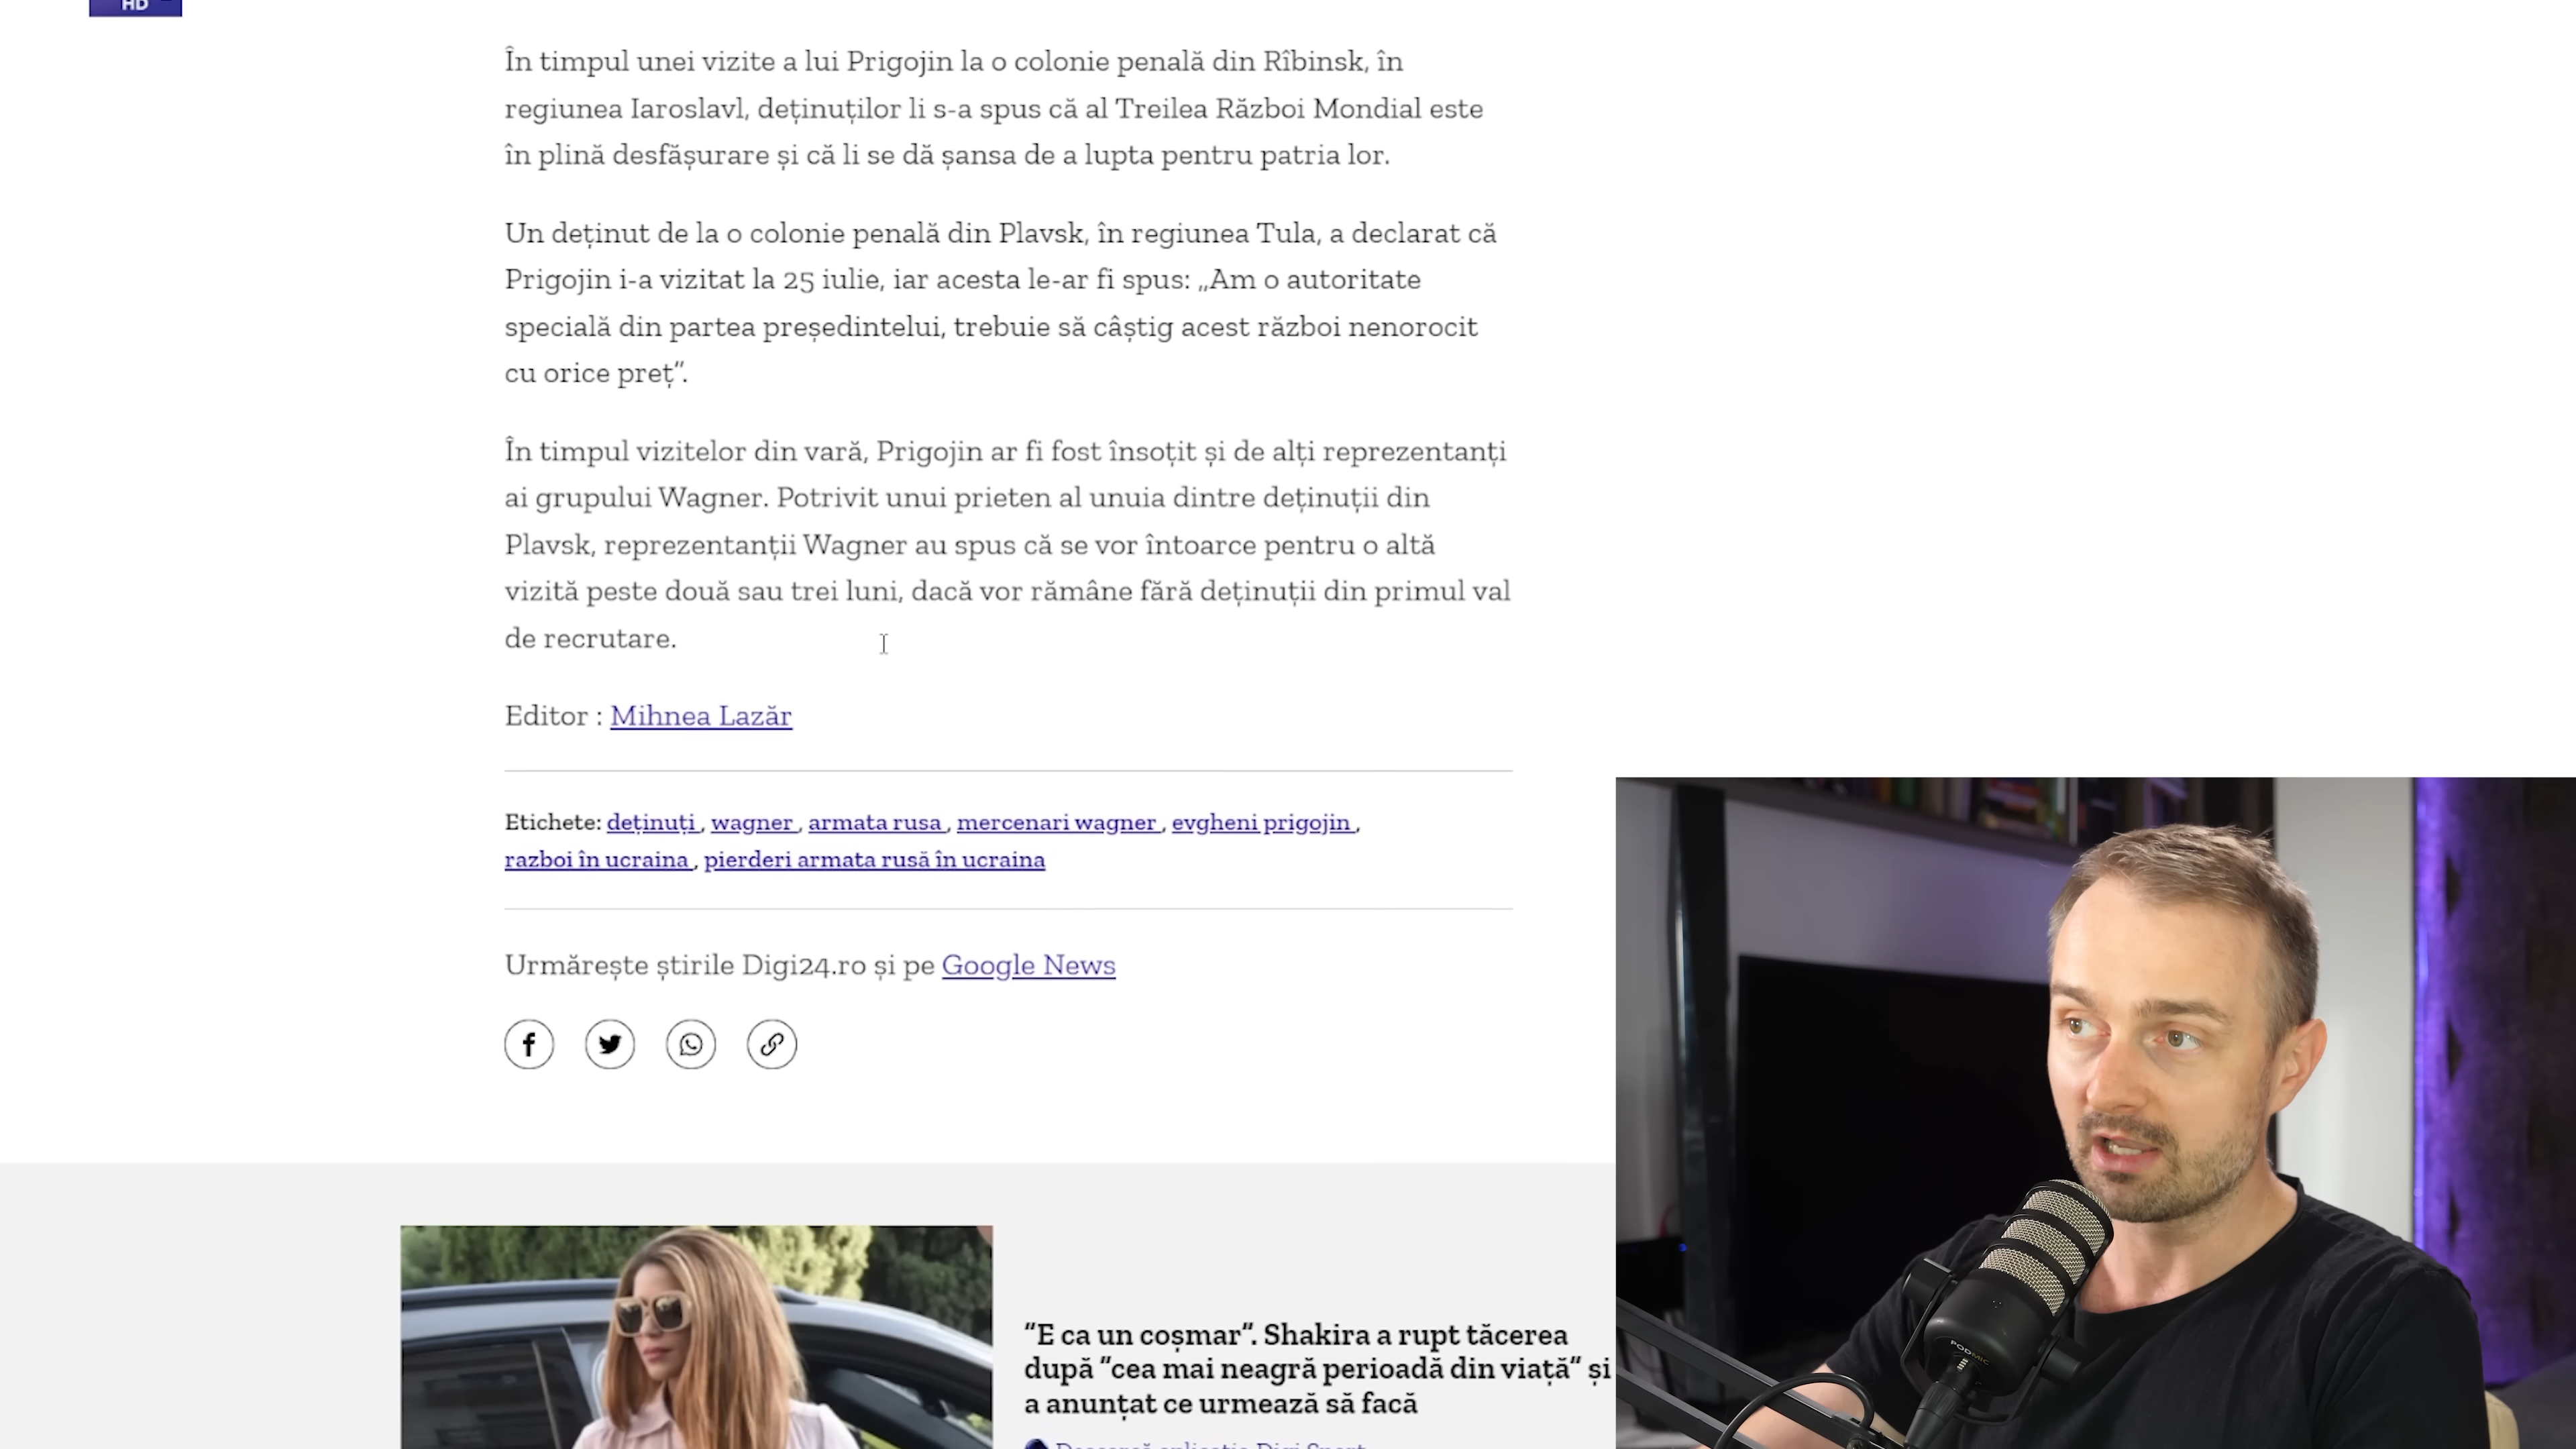 HD
În timpul unei vizite a lui Prigojin la o colonie penală din Rîbinsk, în
regiunea Iaroslavl, deținuților li s-a spus că al Treilea Război Mondial este
în plină desfășurare și că li se dă șansa de a lupta pentru patria lor.
Un deținut de la o colonie penală din Plavsk, în regiunea Tula, a declarat că
Prigojin i-a vizitat la 25 iulie, iar acesta le-ar fi spus: „Am o autoritate
specială din partea președintelui, trebuie să câștig acest război nenorocit
cu orice preț”.
În timpul vizitelor din vară, Prigojin ar fi fost însoțit și de alți reprezentanți
ai grupului Wagner. Potrivit unui prieten al unuia dintre deținuții din
Plavsk, reprezentanții Wagner au spus că se vor întoarce pentru o altă
vizită peste două sau trei luni, dacă vor rămâne fără deținuții din primul val
de recrutare.
Editor : Mihnea Lazăr
Etichete: deținuți , wagner , armata rusa , mercenari wagner , evgheni prigojin ,
razboi în ucraina , pierderi armata rusă în ucraina
Urmărește știrile Digi24.ro și pe Google News
"E ca un coșmar". Shakira a rupt tăcerea
după "cea mai neagră perioadă din viață" și
a anunțat ce urmează să facă
Descarcă aplicația Digi Sport
PODMIC